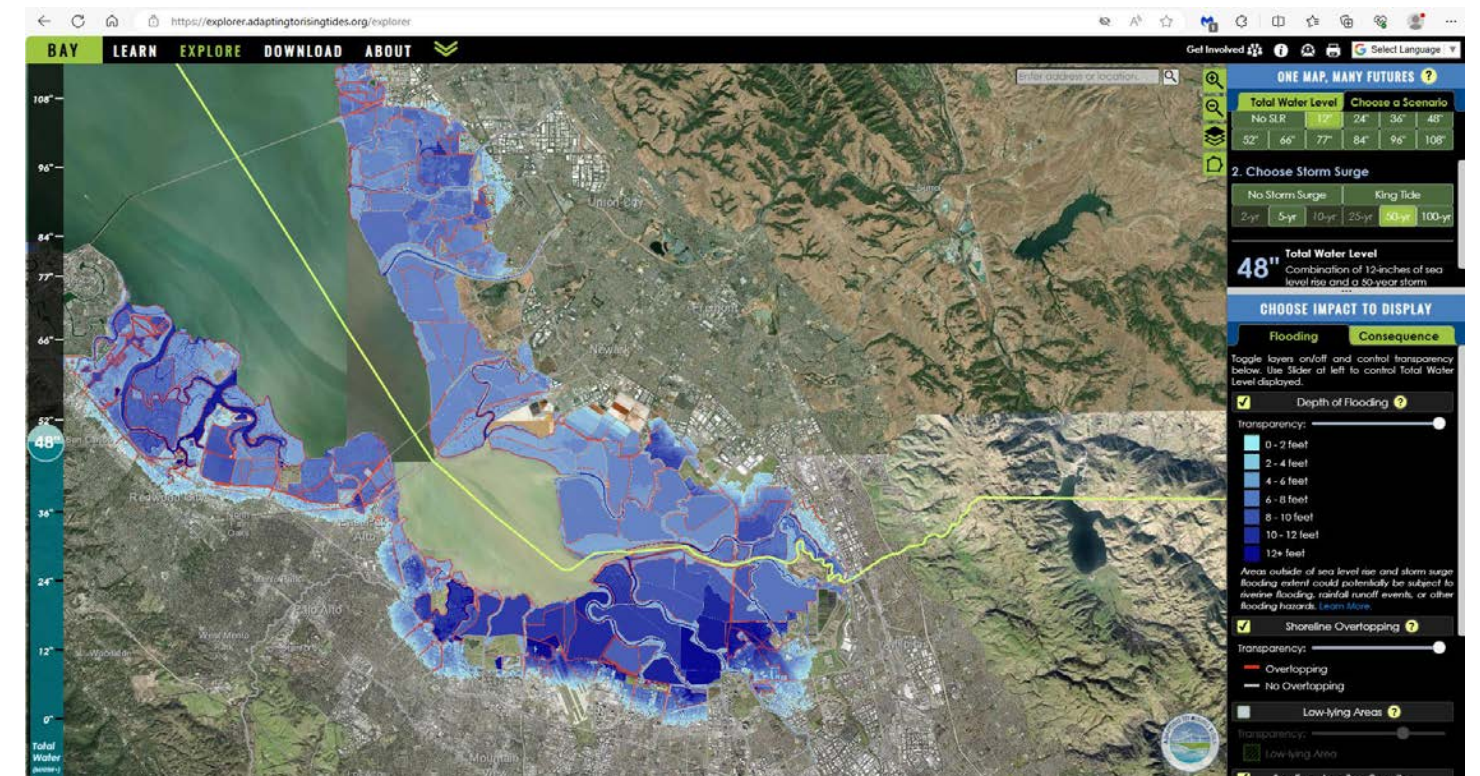 https://explorer.adaptingtorisingtides.org/explorer
BAY LEARN EXPLORE DOWNLOAD ABOUT
Get Involved
Select Language
Enter address or location.
ONE MAP, MANY FUTURES ?
Total Water Level Choose a Scenario
No SLR 12" 24" 36" 48"
52" 66" 77" 84" 96" 108"
2. Choose Storm Surge
No Storm Surge King Tide
2-yr 5-yr 10-yr 25-yr 50-yr 100-yr
48" Total Water Level
Combination of 12-inches of sea
level rise and a 50-year storm
CHOOSE IMPACT TO DISPLAY
Flooding Consequence
Toggle layers on/off and control transparency
below. Use Slider at left to control Total Water
Level displayed.
Depth of Flooding ?
Transparency:
0 - 2 feet
2 - 4 feet
4 - 6 feet
6 - 8 feet
8 - 10 feet
10 - 12 feet
12+ feet
Areas outside of sea level rise and storm surge
flooding extent could potentially be subject to
riverine flooding, rainfall runoff events, or other
flooding hazards. Learn More.
Shoreline Overtopping ?
Transparency:
Overtopping
No Overtopping
Low-lying Areas ?
Transparency:
Low-lying Area
108"
96"
84"
77"
66"
52"
48"
36"
24"
12"
0"
Total
Water
Union City
Fremont
Newark
Redwood City
Palo Alto
West Menlo
Park
Mountain